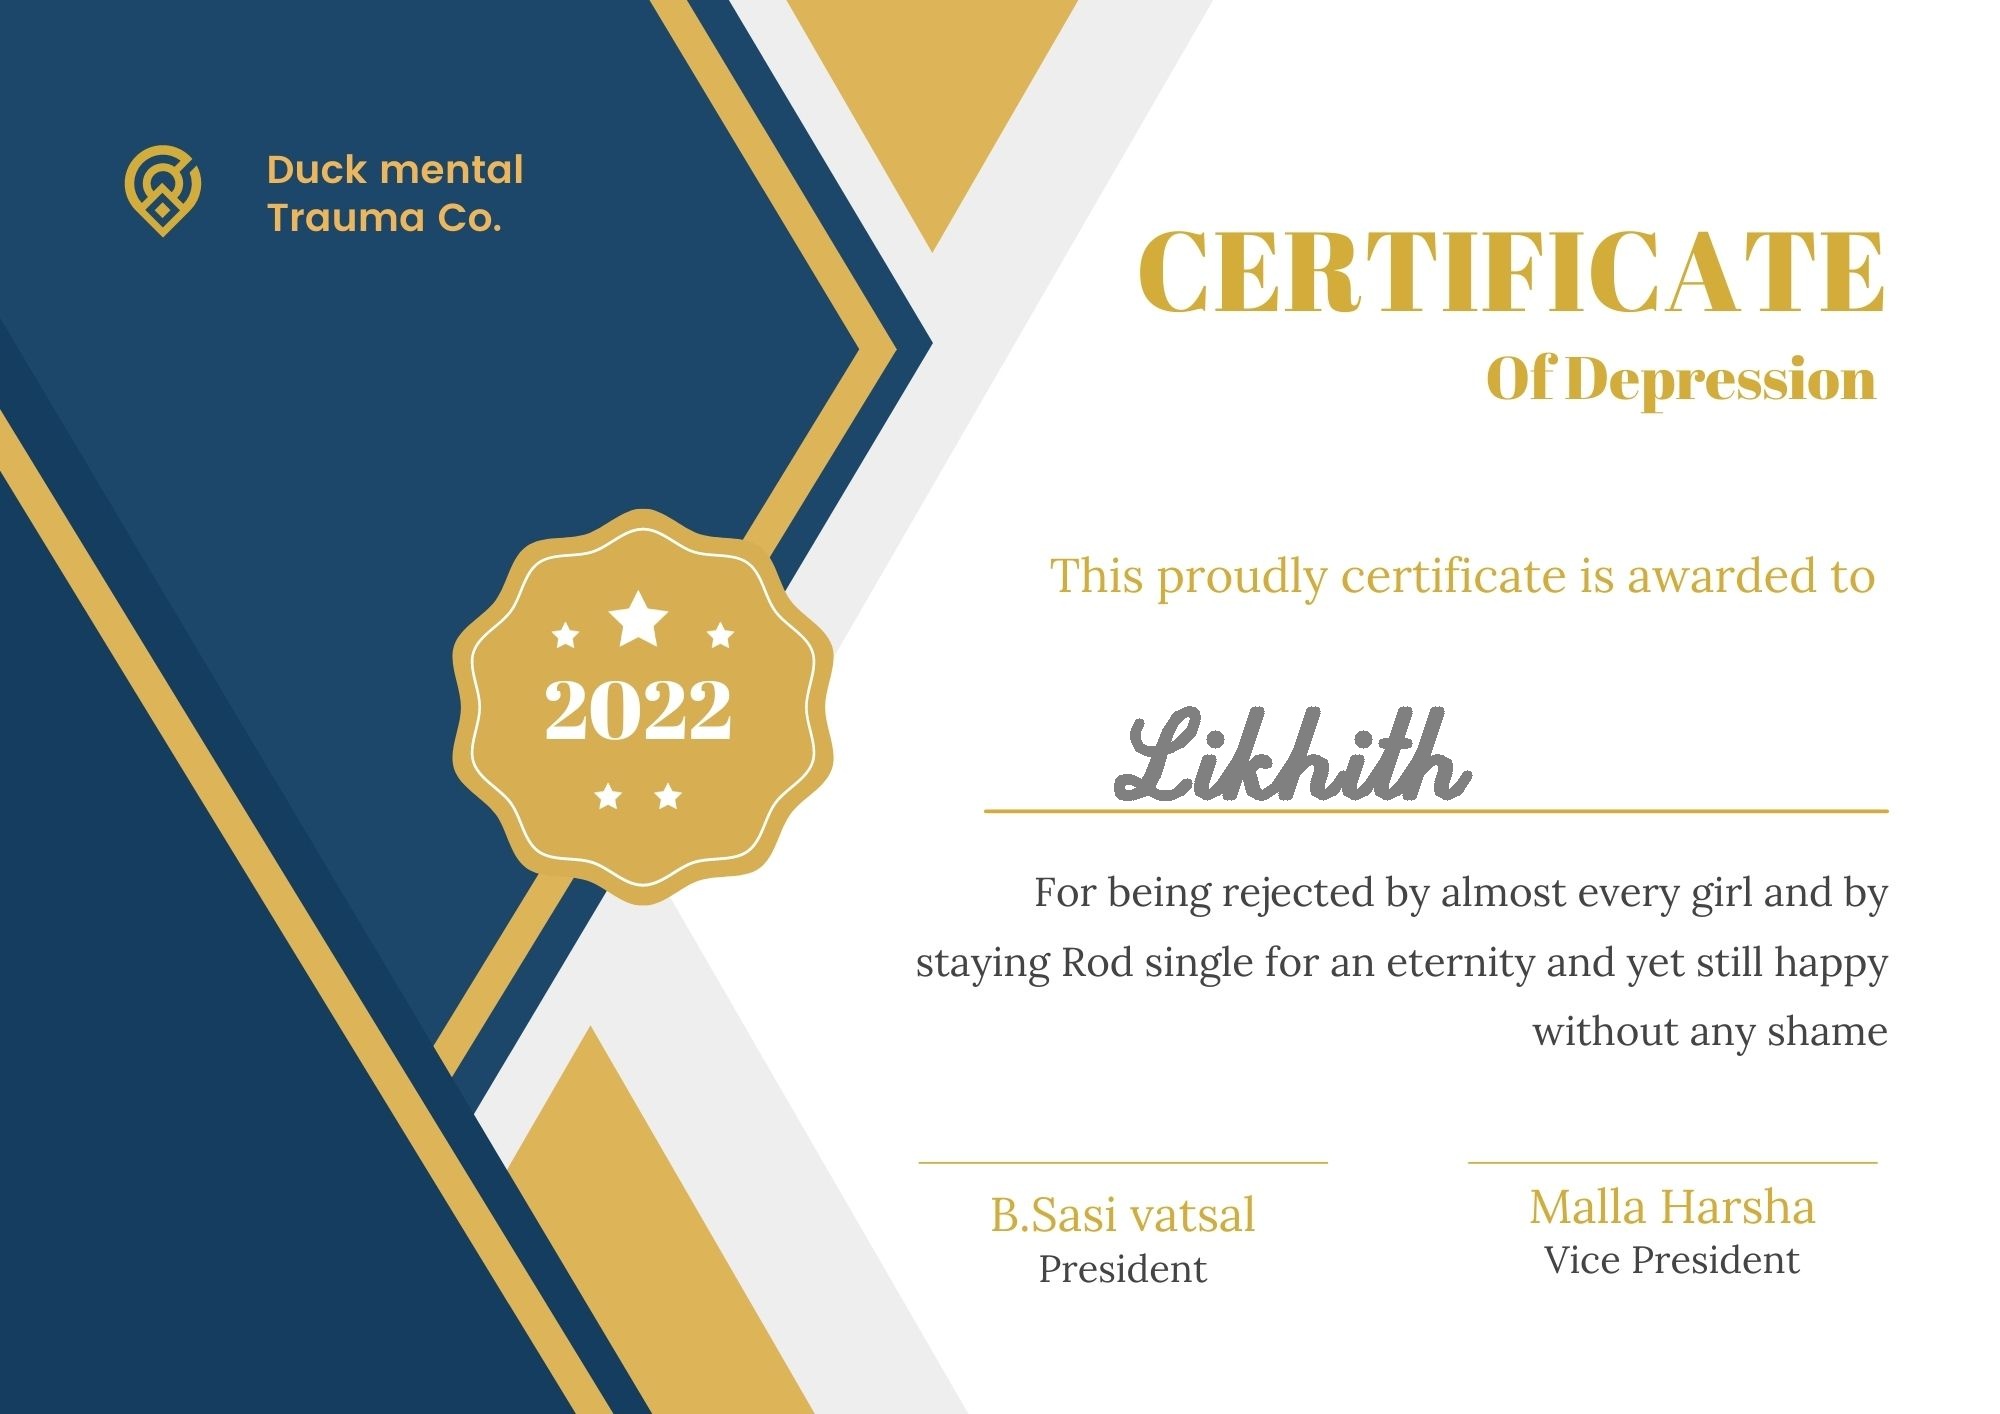 Duck mental
Trauma Co.
CERTIFICATE
Of Depression
This proudly certificate is awarded to
Likhith
2022
For being rejected by almost every girl and by
staying Rod single for an eternity and yet still happy
without any shame
B.Sasi vatsal
President
Malla Harsha
Vice President